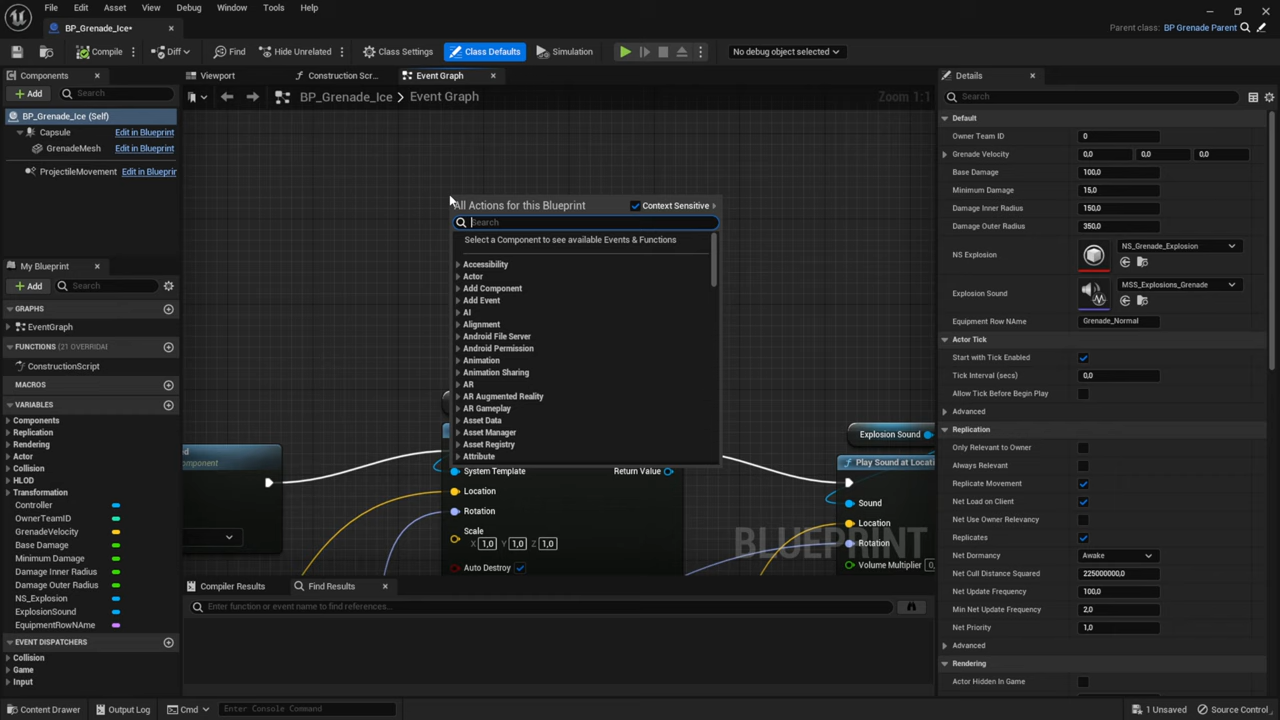 File Edit Asset View Debug Window Tools Help
BP_Grenade_Ice•
Parent class: BP Grenade Parent
Compile Diff Find Hide Unrelated Class Settings Class Defaults Simulation No debug object selected
Components Viewport Construction Scr... Event Graph Details
Add Search BP_Grenade_Ice > Event Graph Zoom 1:1 Search
BP_Grenade_Ice (Self)
Capsule Edit in Blueprint
GrenadeMesh Edit in Blueprint
ProjectileMovement Edit in Blueprin
My Blueprint
Add Search
GRAPHS
EventGraph
FUNCTIONS (21 OVERRIDAI
ConstructionScript
MACROS
VARIABLES
Components
Replication
Rendering
Actor
Collision
HLOD
Transformation
Controller
OwnerTeamID
GrenadeVelocity
Base Damage
Minimum Damage
Damage Inner Radius
Damage Outer Radius
NS_Explosion
ExplosionSound
EquipmentRowNAme
EVENT DISPATCHERS
Collision
Game
Input
All Actions for this Blueprint Context Sensitive
Search
Select a Component to see available Events & Functions
Accessibility
Actor
Add Component
Add Event
AI
Alignment
Android File Server
Android Permission
Animation
Animation Sharing
AR
AR Augmented Reality
AR Gameplay
Asset Data
Asset Manager
Asset Registry
Attribute
ed
omponent
System Template Return Value
Location
Rotation
Scale
X 1,0 Y 1,0 Z 1,0
Auto Destroy
Explosion Sound
Play Sound at Locati
Sound
Location
Rotation
Volume Multiplier 0,
BLUEPRINT
Compiler Results Find Results
Enter function or event name to find references...
Default
Owner Team ID 0
Grenade Velocity 0,0 0,0 0,0
Base Damage 100,0
Minimum Damage 15,0
Damage Inner Radius 150,0
Damage Outer Radius 350,0
NS Explosion NS_Grenade_Explosion
Explosion Sound MSS_Explosions_Grenade
Equipment Row NAme Grenade_Normal
Actor Tick
Start with Tick Enabled
Tick Interval (secs) 0,0
Allow Tick Before Begin Play
Advanced
Replication
Only Relevant to Owner
Always Relevant
Replicate Movement
Net Load on Client
Net Use Owner Relevancy
Replicates
Net Dormancy Awake
Net Cull Distance Squared 225000000,0
Net Update Frequency 100,0
Min Net Update Frequency 2,0
Net Priority 1,0
Advanced
Rendering
Actor Hidden In Game
Content Drawer Output Log Cmd Enter Console Command 1 Unsaved Source Control